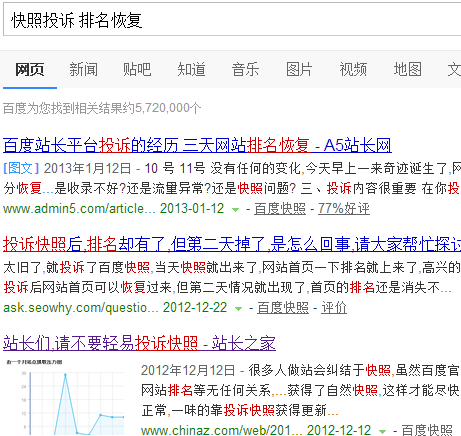 快照投诉 排名恢复
网页 新闻 贴吧 知道 音乐 图片 视频 地图 文
百度为您找到相关结果约5,720,000个
百度站长平台投诉的经历 三天网站排名恢复 - A5站长网
[图文] 2013年1月12日 - 10 号 11号 没有任何的变化,今天早上一来奇迹诞生了,网
分恢复...是收录不好?还是流量异常?还是快照问题? 三、投诉内容很重要 在你投
www.admin5.com/article... 2013-01-12 - 百度快照 - 77%好评
投诉快照后,排名却有了,但第二天掉了,是怎么回事,请大家帮忙探讨
太旧了,就投诉了百度快照,当天快照就出来了,网站首页一下排名就上来了,高兴的
投诉后网站首页可以恢复过来,但第二天情况就出现了,首页的排名还是消失不...
ask.seowhy.com/questio... 2012-12-22 - 百度快照 - 评价
站长们,请不要轻易投诉快照 - 站长之家
2012年12月12日 - 很多人做站会纠结于快照,虽然百度官
网站排名等无任何关系,...获得了自然快照,这样才能尽快
正常,一味的靠投诉快照获得更新...
www.chinaz.com/web/201... 2012-12-12 - 百度快照